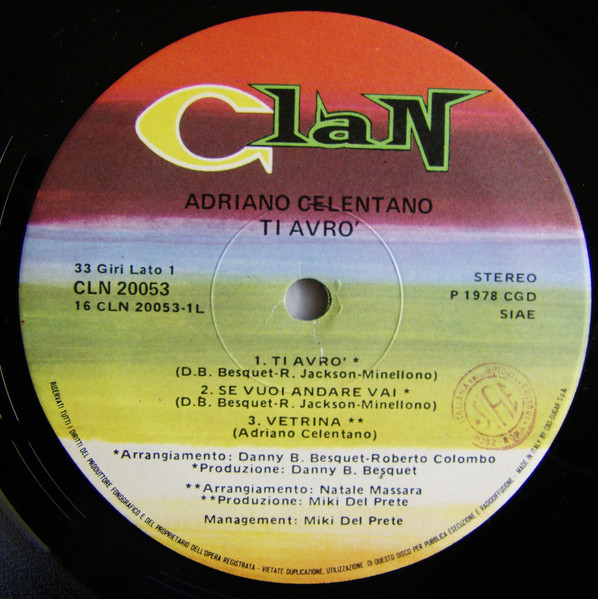 ClaN
ADRIANO CELENTANO
TI AVRO'
33 Giri Lato 1
CLN 20053
16 CLN 20053-1L
STEREO
P 1978 CGD
SIAE
1. TI AVRO' *
(D.B. Besquet-R. Jackson-Minellono)
2. SE VUOI ANDARE VAI *
(D.B. Besquet-R. Jackson-Minellono)
3. VETRINA **
(Adriano Celentano)
*Arrangiamento: Danny B. Besquet-Roberto Colombo
*Produzione: Danny B. Besquet
**Arrangiamento: Natale Massara
**Produzione: Miki Del Prete
Management: Miki Del Prete
RISERVATI TUTTI I DIRITTI DEL PRODUTTORE FONOGRAFICO E DEL PROPRIETARIO DELL'OPERA REGISTRATA - VIETATE DUPLICAZIONE, UTILIZZAZIONE DI QUESTO DISCO PER PUBBLICA ESECUZIONE E RADIODIFFUSIONE. - MADE IN ITALY BY CBS-SUGAR S.p.A.
SIAE